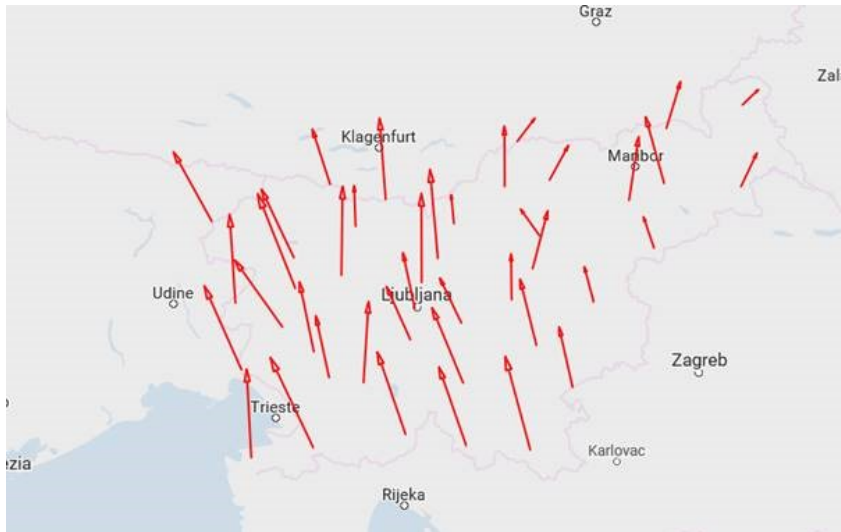 Graz
Zal
Klagenfurt
Maribor
Udine
Ljubljana
Zagreb
Trieste
Karlovac
ezia
Rijeka